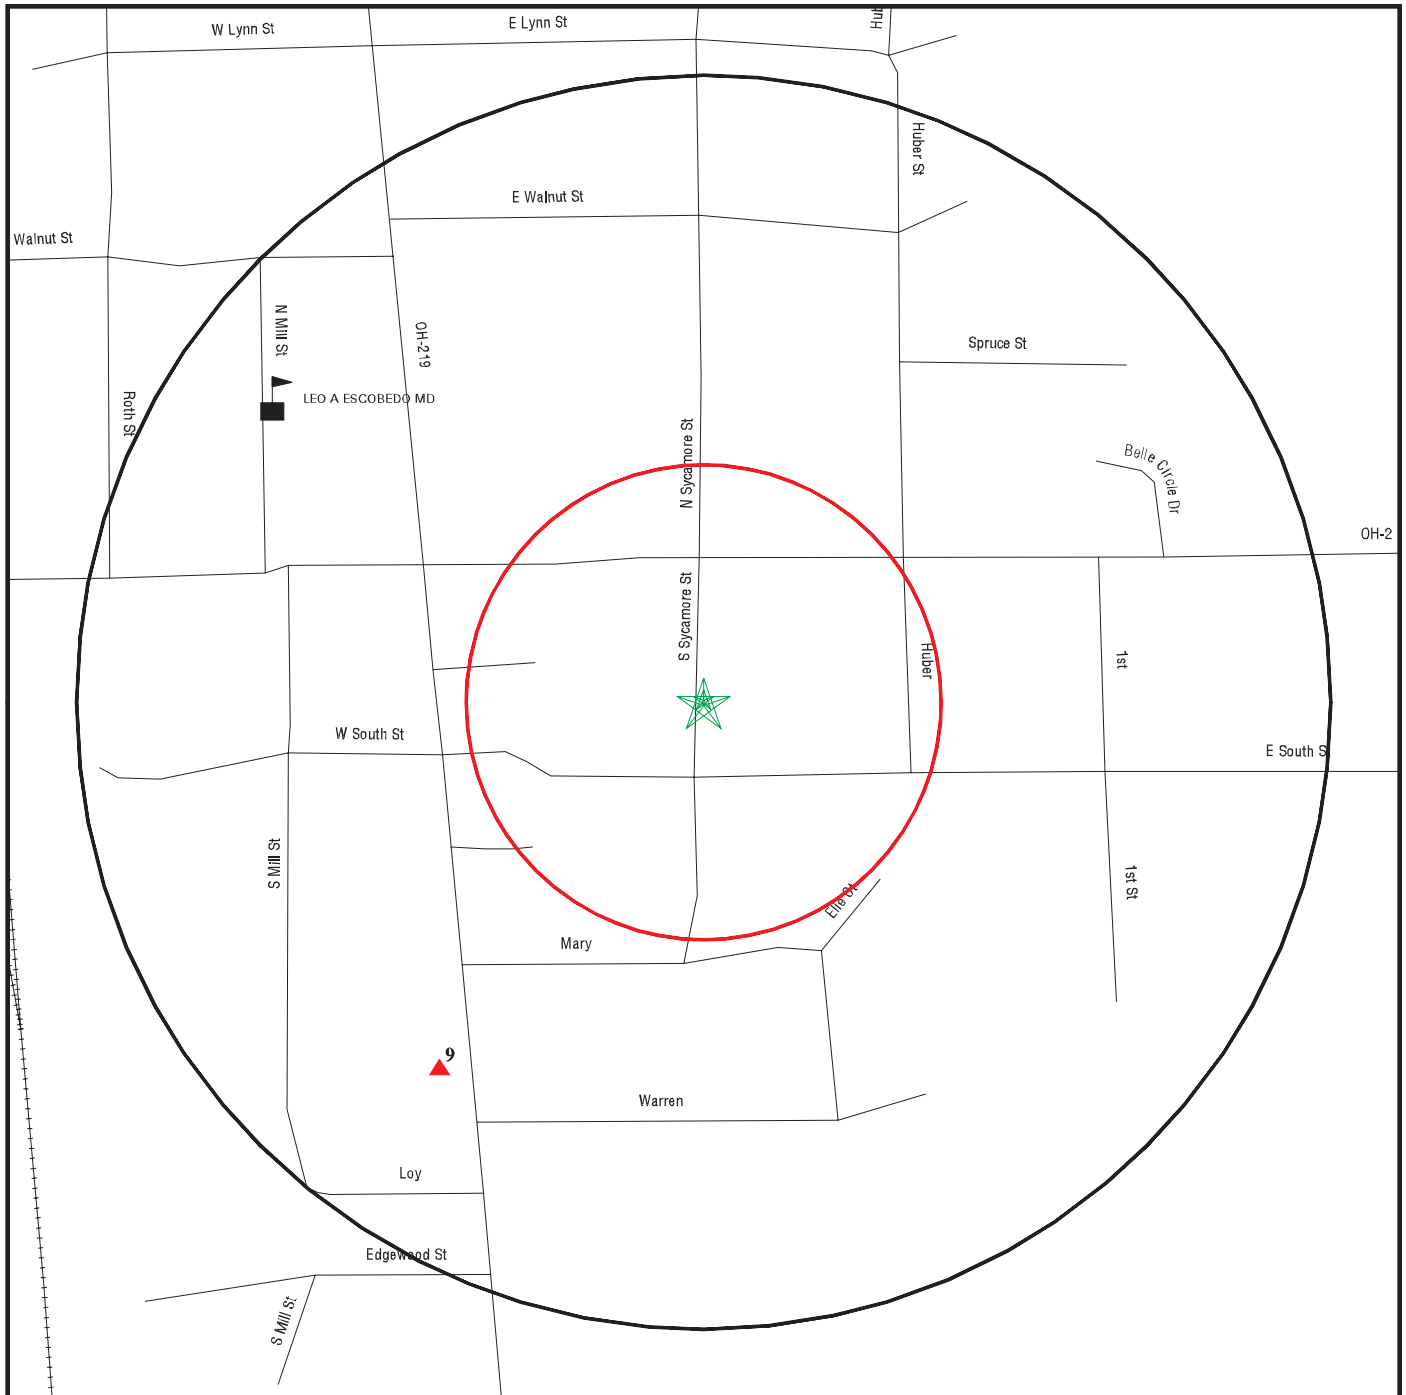 W Lynn St
E Lynn St
Hub
Huber St
E Walnut St
Walnut St
N Mill St
OH-219
Spruce St
LEO A ESCOBEDO MD
Roth St
N Sycamore St
Belle Circle Dr
OH-2
S Sycamore St
Huber
1st
W South St
E South S
S Mill St
1st St
Elie St
Mary
9
Warren
Loy
Edgewood St
S Mill St